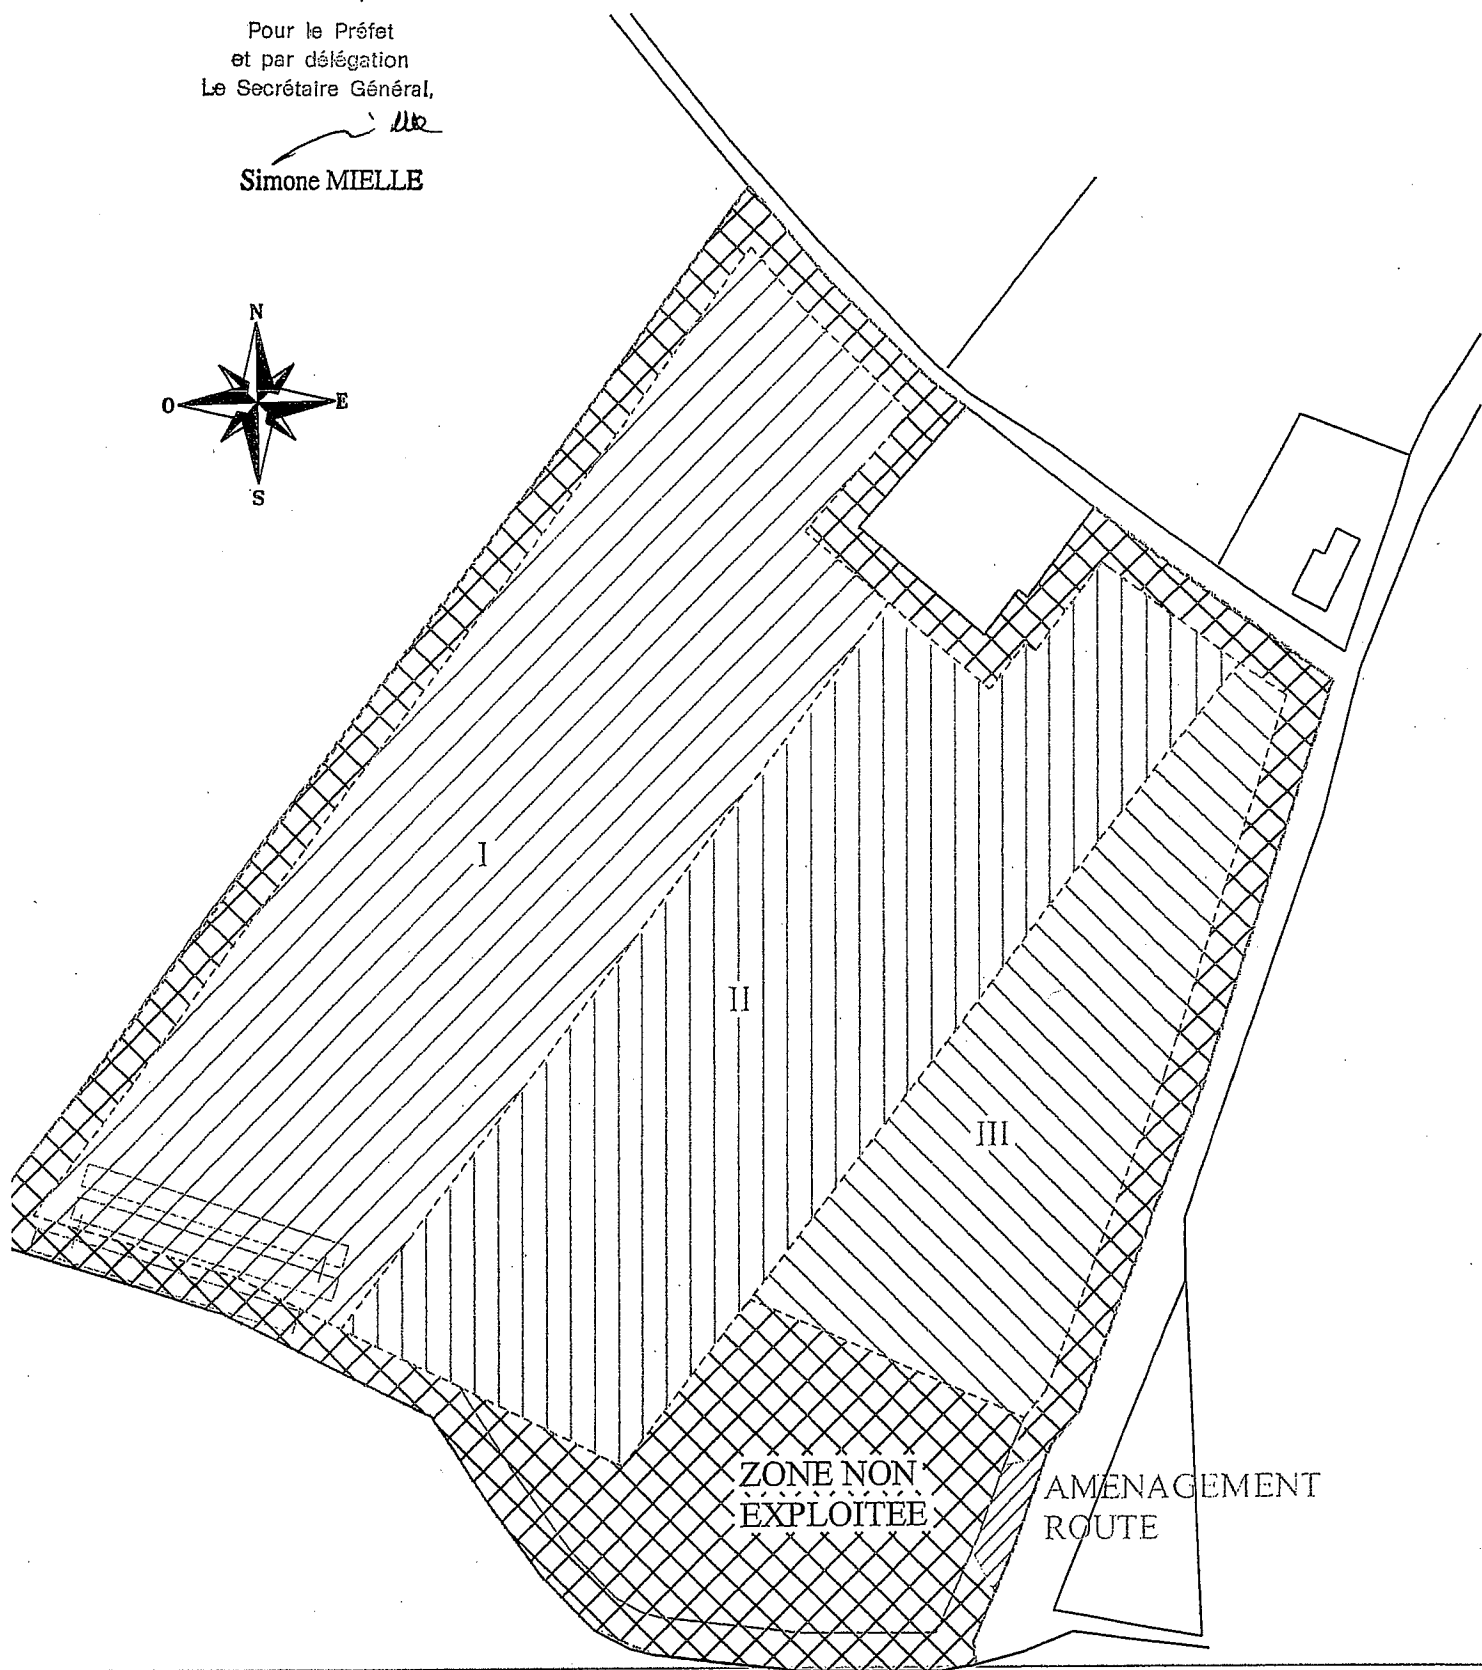 Pour le Préfet
et par délégation
Le Secrétaire Général,
Simone MIELLE
N
O
E
S
I
II
III
ZONE NON
EXPLOITEE
AMENAGEMENT
ROUTE